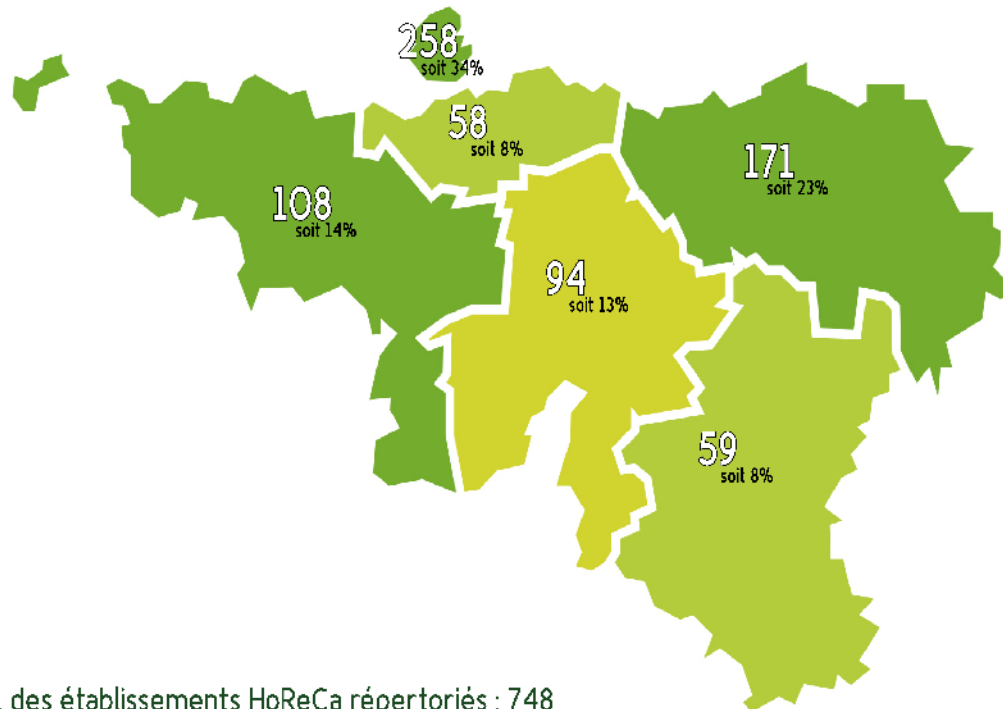 258
soit 34%
58
soit 8%
171
soit 23%
108
soit 14%
94
soit 13%
59
soit 8%
. des établissements HoReCa répertoriés : 748